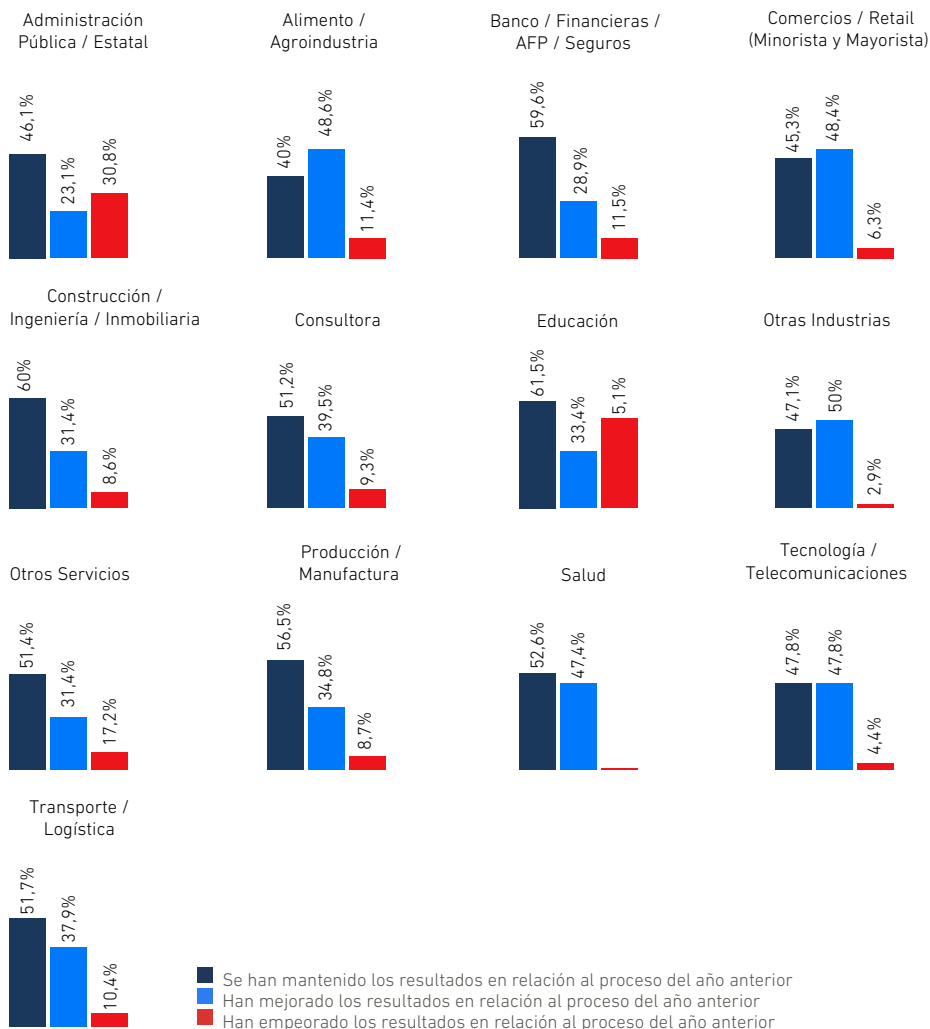 Administración
Pública / Estatal
46,1%
23,1%
30,8%
Alimento /
Agroindustria
40%
48,6%
11,4%
Banco / Financieras /
AFP / Seguros
59,6%
28,9%
11,5%
Comercios / Retail
(Minorista y Mayorista)
45,3%
48,4%
6,3%
Construcción /
Ingeniería / Inmobiliaria
60%
31,4%
8,6%
Consultora
51,2%
39,5%
9,3%
Educación
61,5%
33,4%
5,1%
Otras Industrias
47,1%
50%
2,9%
Otros Servicios
51,4%
31,4%
17,2%
Producción /
Manufactura
56,5%
34,8%
8,7%
Salud
52,6%
47,4%
Tecnología /
Telecomunicaciones
47,8%
47,8%
4,4%
Transporte /
Logística
51,7%
37,9%
10,4%
Se han mantenido los resultados en relación al proceso del año anterior
Han mejorado los resultados en relación al proceso del año anterior
Han empeorado los resultados en relación al proceso del año anterior